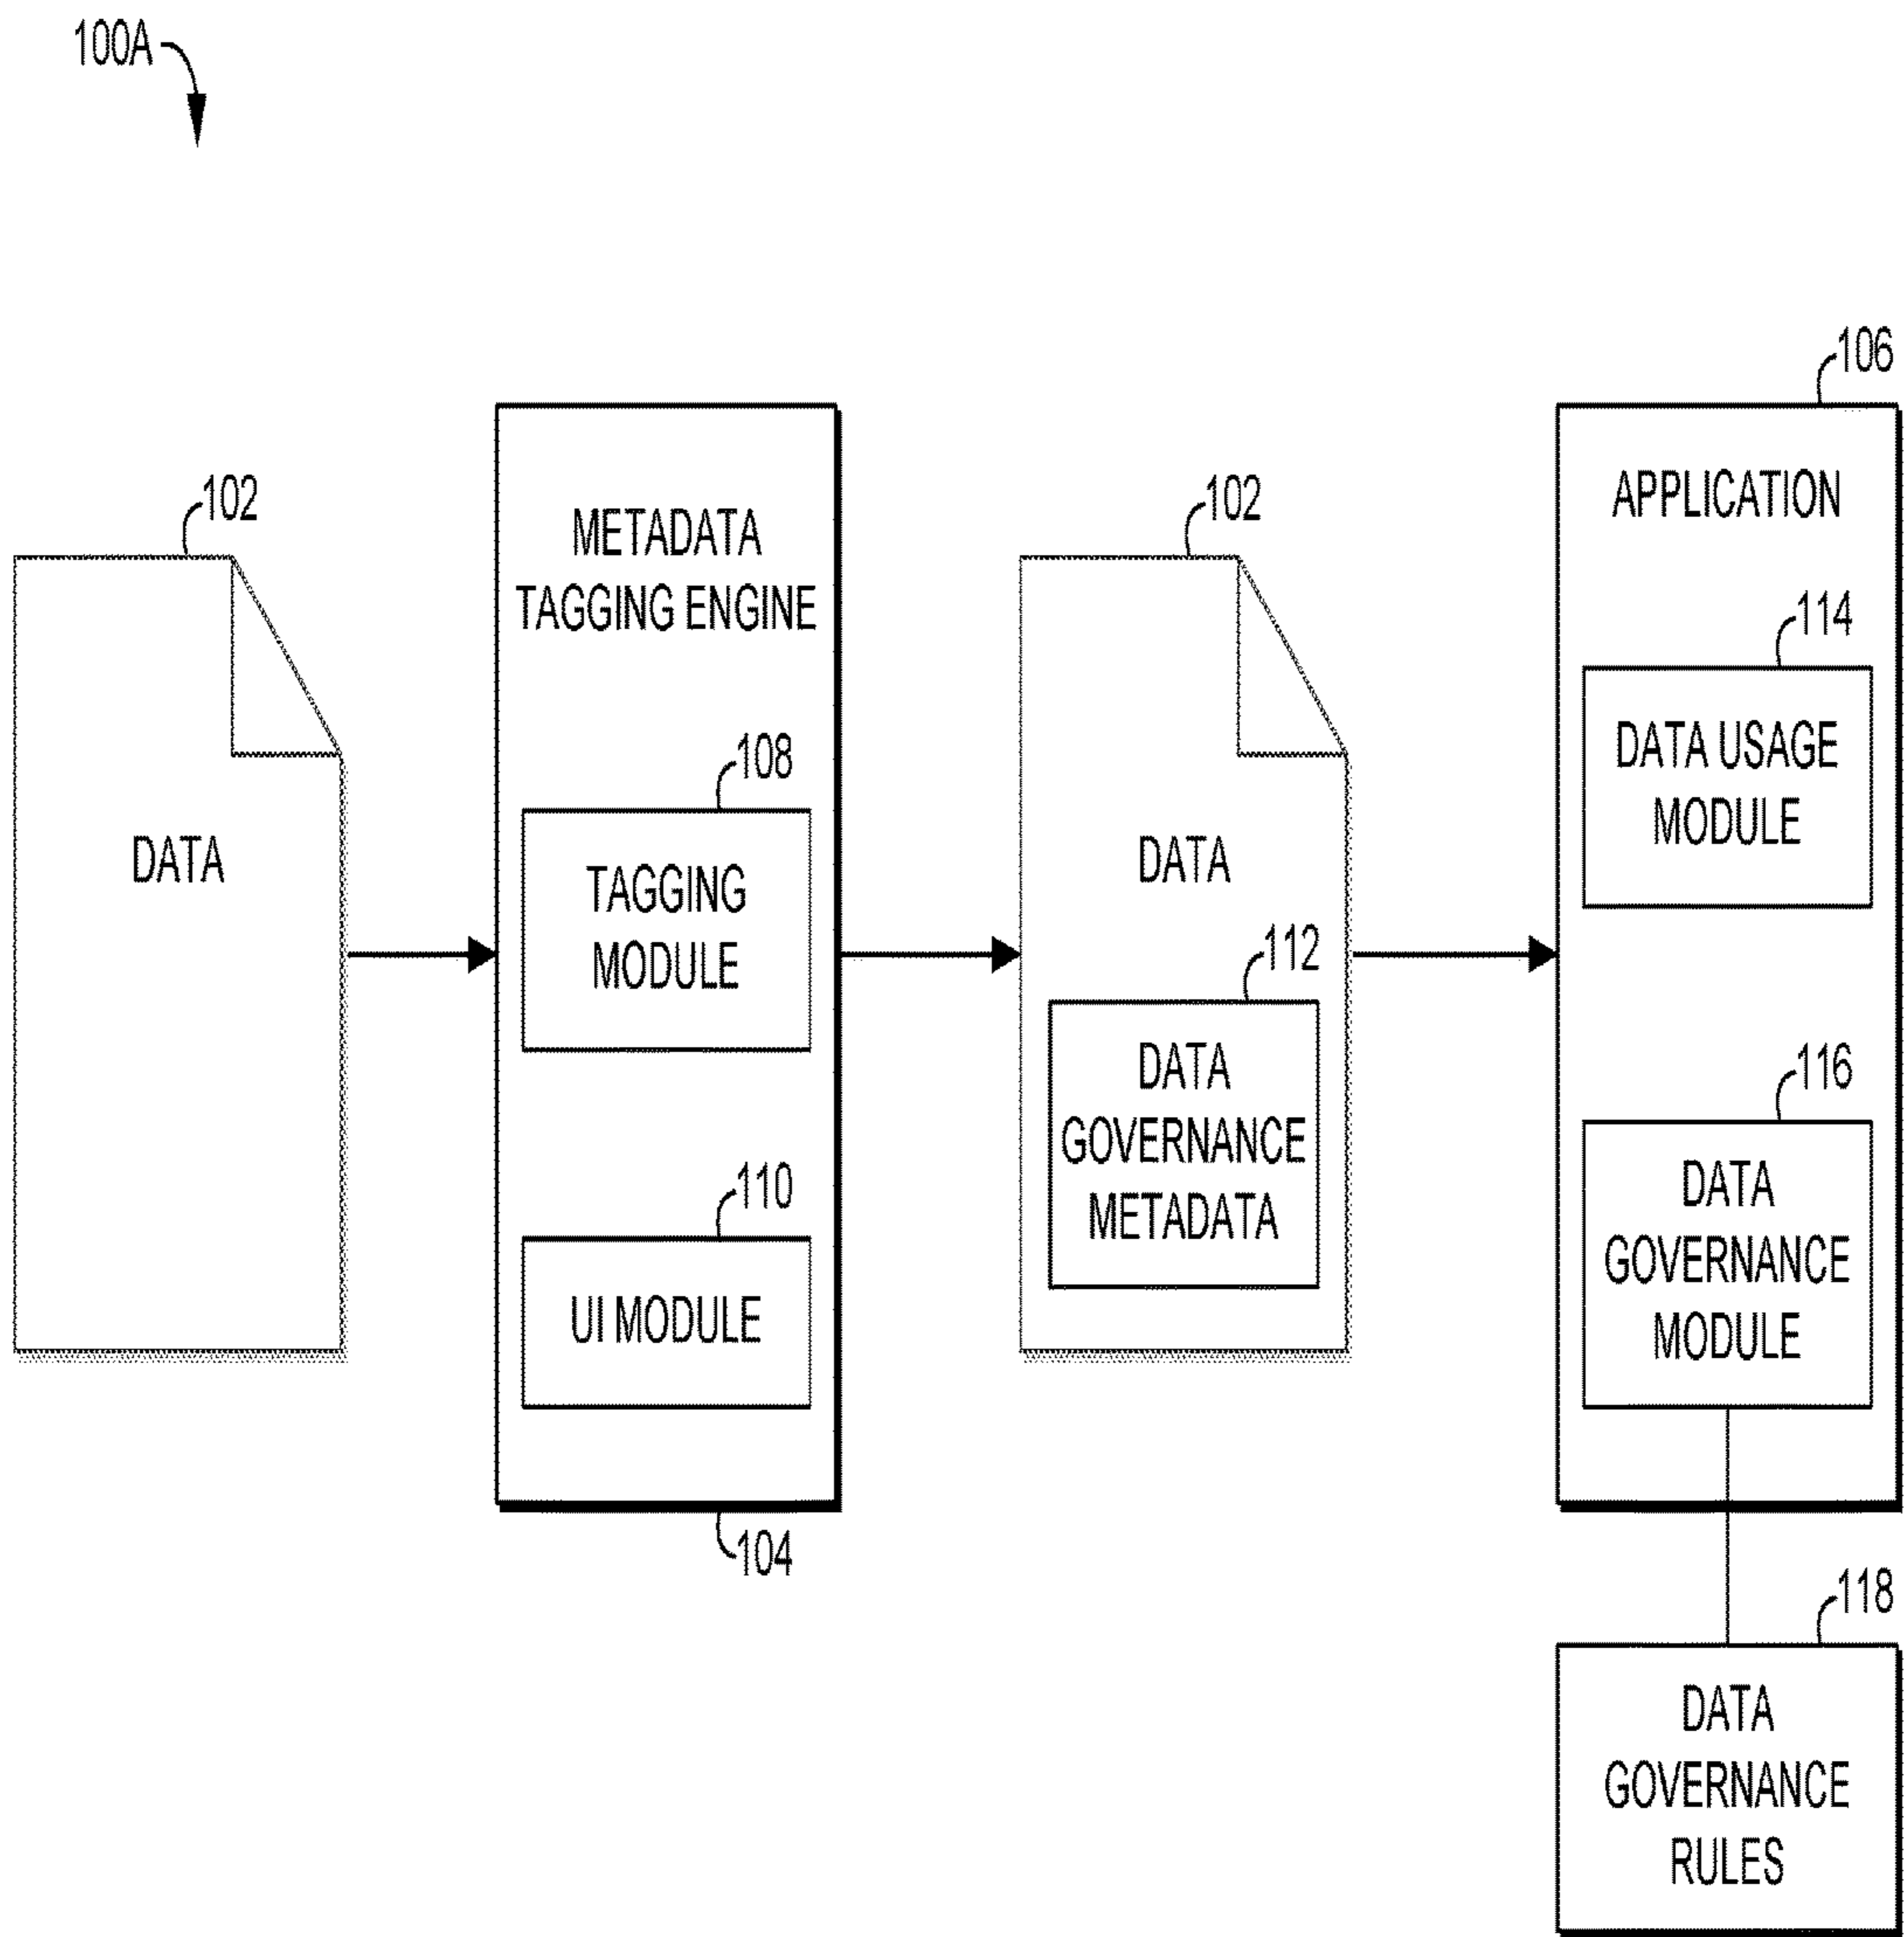 100A
102
DATA
METADATA
TAGGING ENGINE
108
TAGGING
MODULE
110
UI MODULE
104
102
DATA
112
DATA
GOVERNANCE
METADATA
106
APPLICATION
114
DATA USAGE
MODULE
116
DATA
GOVERNANCE
MODULE
118
DATA
GOVERNANCE
RULES